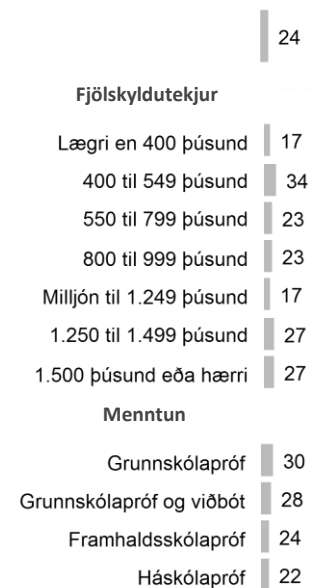 24
Fjölskyldutekjur
Lægri en 400 þúsund 17
400 til 549 þúsund 34
550 til 799 þúsund 23
800 til 999 þúsund 23
Milljón til 1.249 þúsund 17
1.250 til 1.499 þúsund 27
1.500 þúsund eða hærri 27
Menntun
Grunnskólapróf 30
Grunnskólapróf og viðbót 28
Framhaldsskólapróf 24
Háskólapróf 22